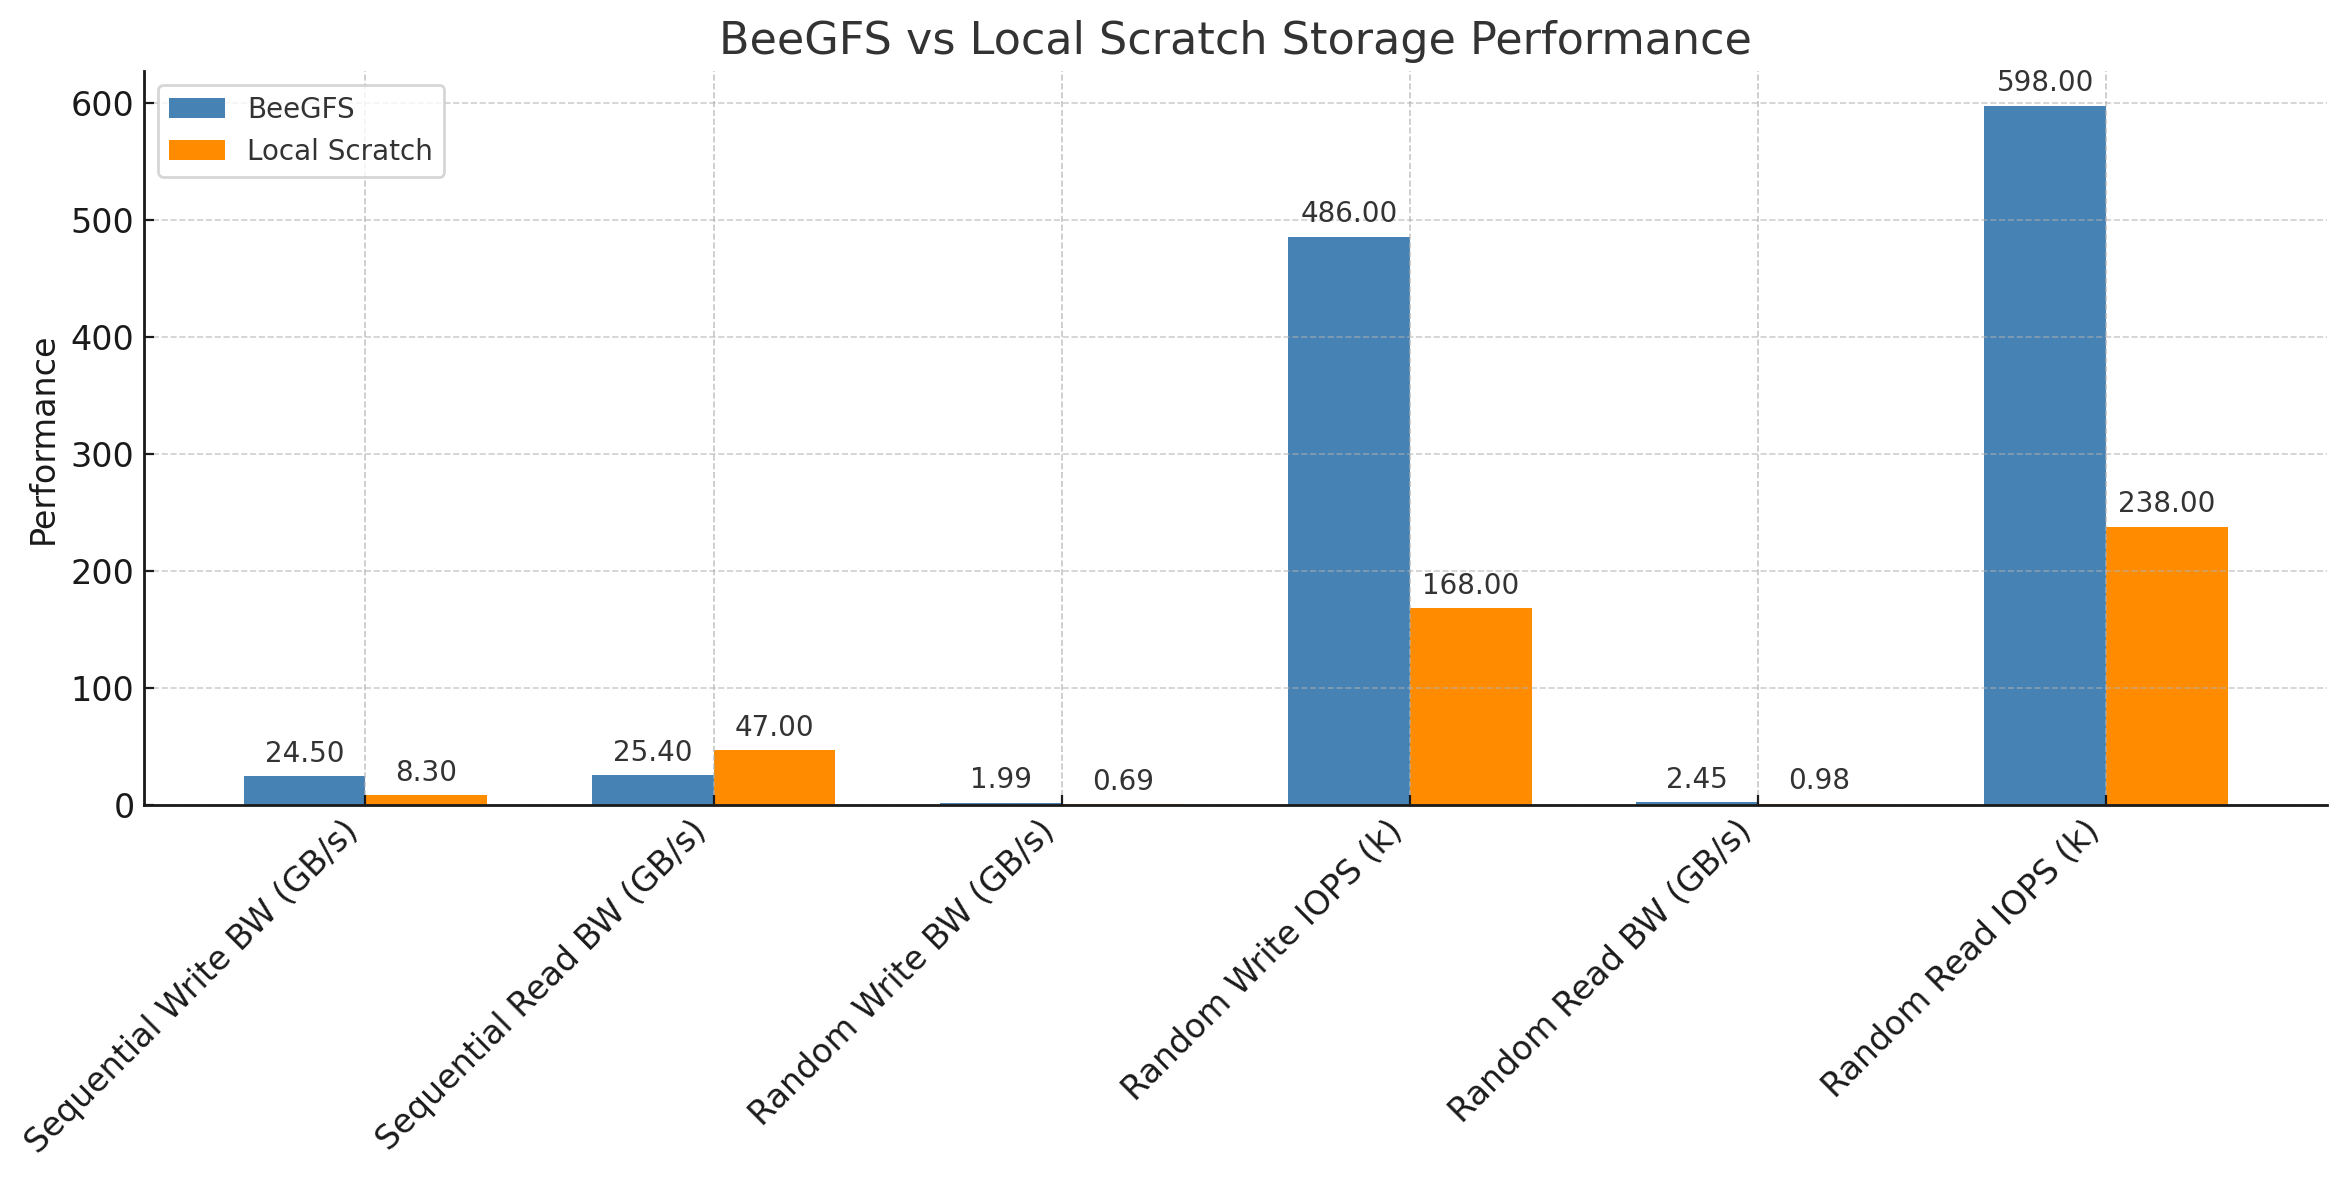 BeeGFS vs Local Scratch Storage Performance
BeeGFS
Local Scratch
Performance
600
500
400
300
200
100
0
24.50
8.30
25.40
47.00
1.99
0.69
486.00
168.00
2.45
0.98
598.00
238.00
Sequential Write BW (GB/s)
Sequential Read BW (GB/s)
Random Write BW (GB/s)
Random Write IOPS (k)
Random Read BW (GB/s)
Random Read IOPS (k)